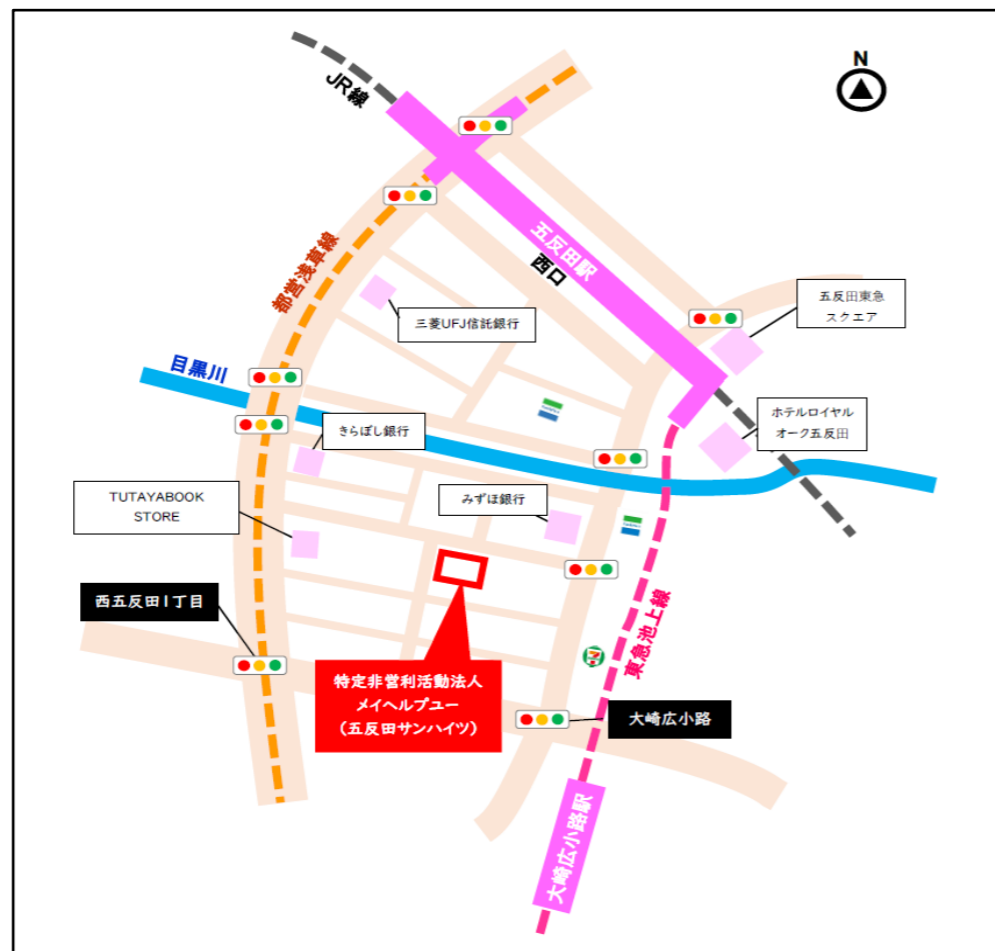 N
JR線
五反田駅
西口
都営浅草線
五反田東急
スクエア
三菱UFJ信託銀行
目黒川
ホテルロイヤル
オーク五反田
きらぼし銀行
TUTAYABOOK
STORE
みずほ銀行
西五反田1丁目
東急池上線
特定非営利活動法人
メイヘルプユー
(五反田サンハイツ)
大崎広小路
大崎広小路駅